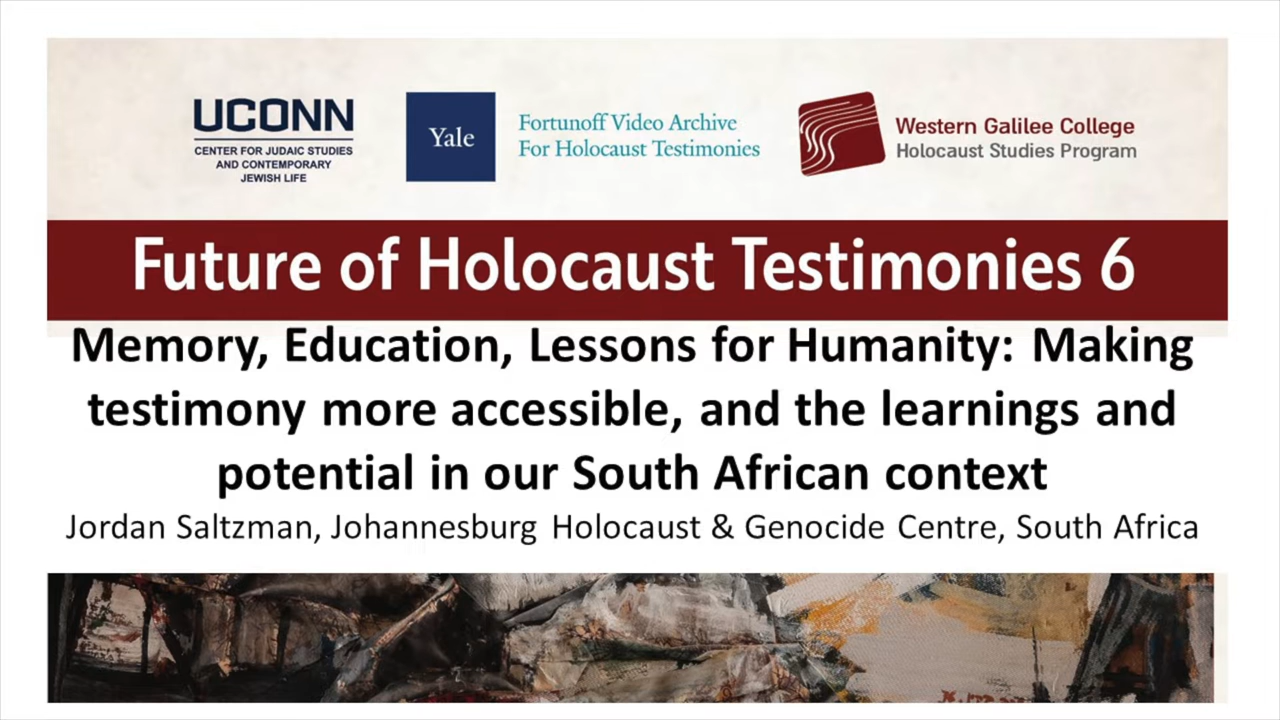 UCONN
CENTER FOR JUDAIC STUDIES
AND CONTEMPORARY
JEWISH LIFE
Yale
Fortunoff Video Archive
For Holocaust Testimonies
Western Galilee College
Holocaust Studies Program
Future of Holocaust Testimonies 6
Memory, Education, Lessons for Humanity: Making
testimony more accessible, and the learnings and
potential in our South African context
Jordan Saltzman, Johannesburg Holocaust & Genocide Centre, South Africa